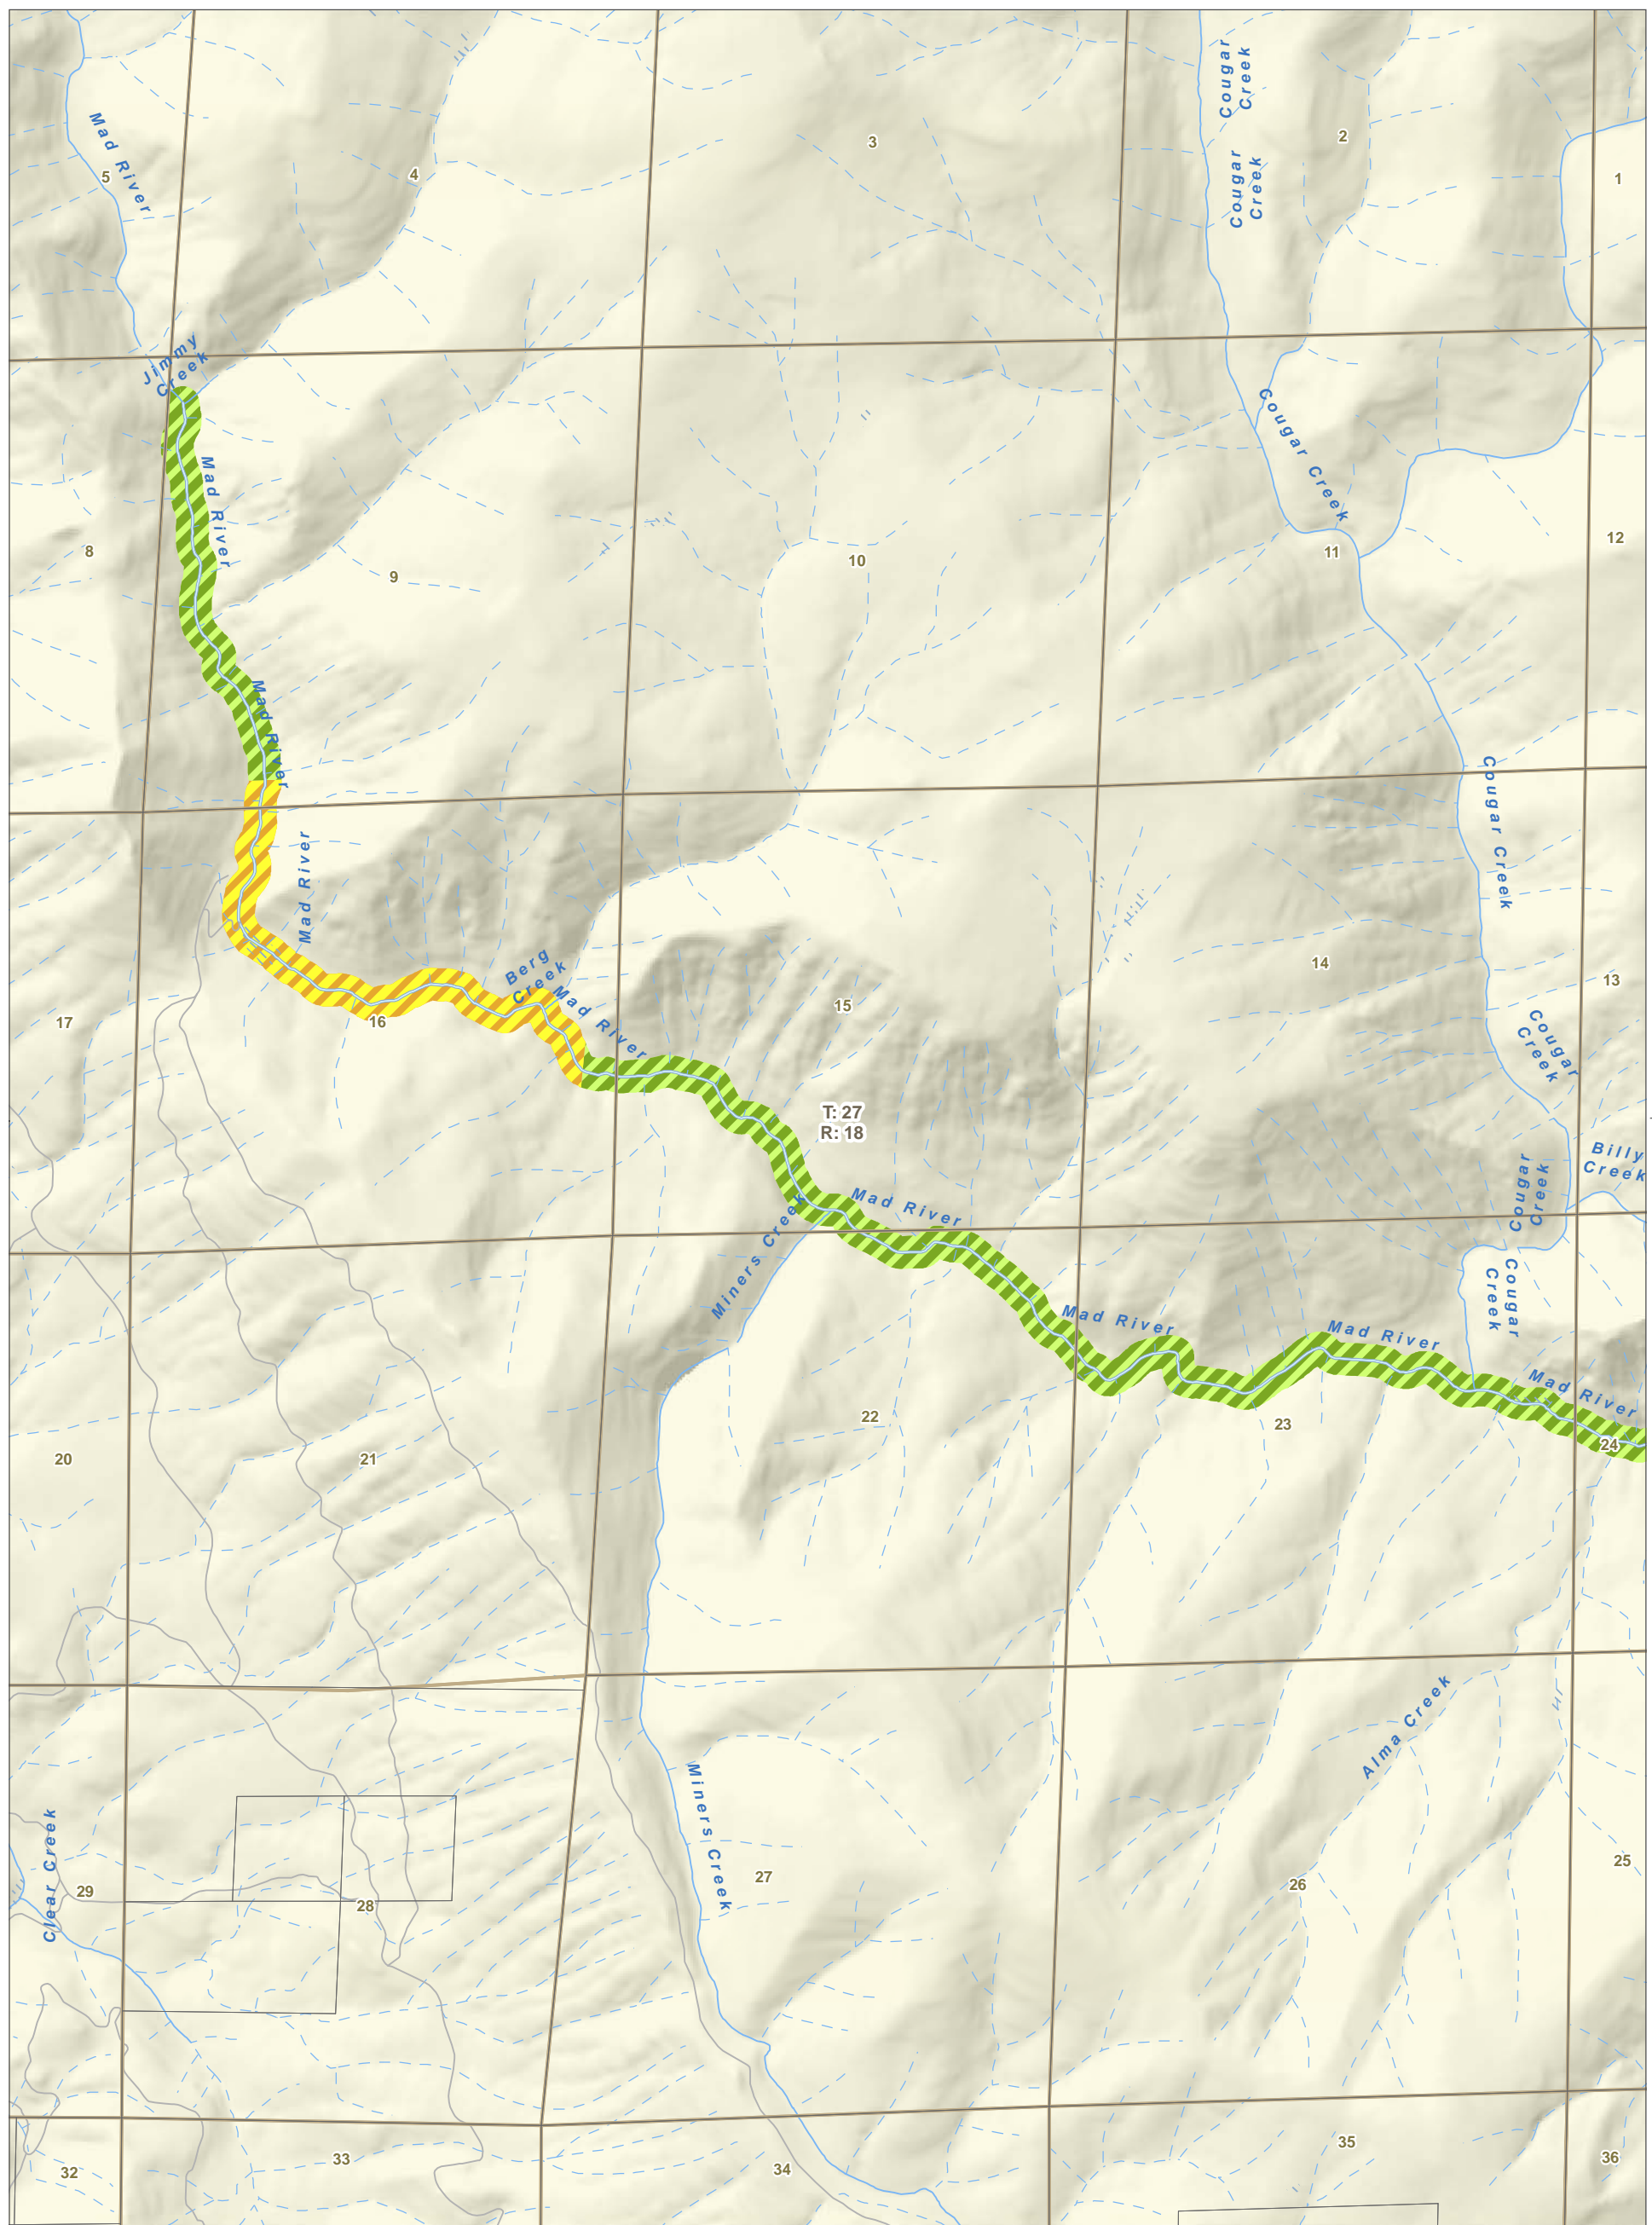 Cougar
Creek
Mad River
5
4
3
2
1
Cougar
Creek
Jimmy
Creek
Cougar Creek
Mad River
8
9
10
11
12
Mad River
Mad River
Cougar Creek
Berg
Creek
Mad River
17
16
15
14
13
Cougar
Creek
T: 27
R: 18
Billy
Creek
Cougar
Creek
Mad River
Miners Creek
Cougar
Creek
Mad River
Mad River
Mad River
20
21
22
23
24
Alma Creek
Miners Creek
Clear Creek
29
28
27
26
25
32
33
34
35
36